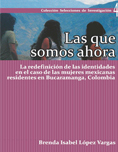 Colección Selecciones de Investigación 4
Las que
somos ahora
La redefinición de las identidades
en el caso de las mujeres mexicanas
residentes en Bucaramanga, Colombia
Brenda Isabel López Vargas